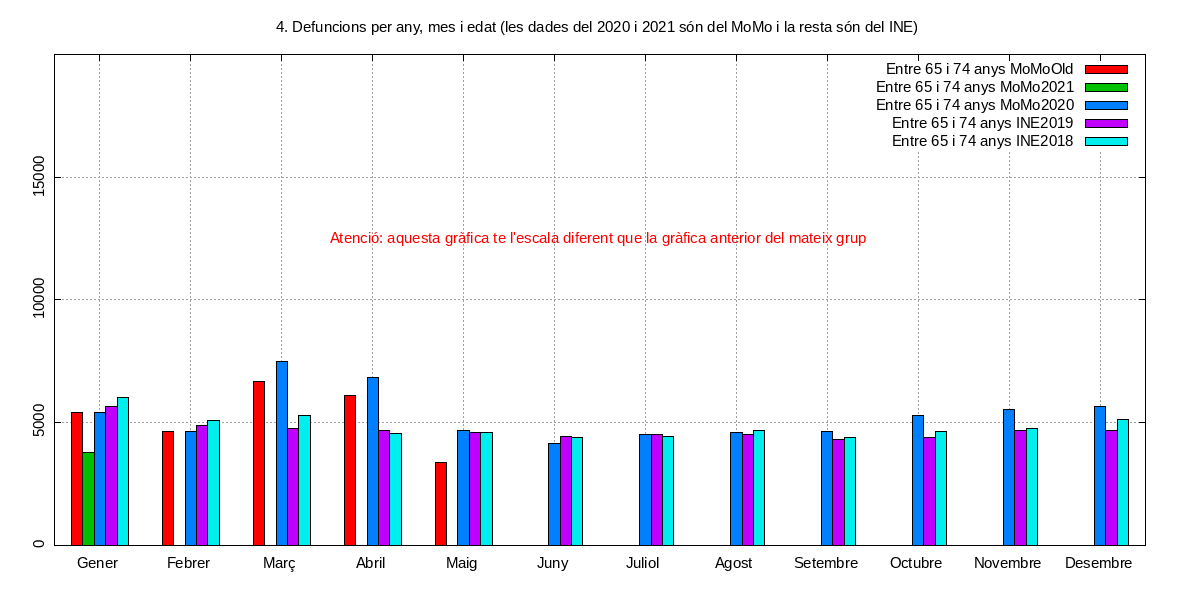 4. Defuncions per any, mes i edat (les dades del 2020 i 2021 són del MoMo i la resta són del INE)
Entre 65 i 74 anys MoMoOld
Entre 65 i 74 anys MoMo2021
Entre 65 i 74 anys MoMo2020
Entre 65 i 74 anys INE2019
Entre 65 i 74 anys INE2018
15000
Atenció: aquesta gràfica te l'escala diferent que la gràfica anterior del mateix grup
10000
5000
0
Gener Febrer Març Abril Maig Juny Juliol Agost Setembre Octubre Novembre Desembre